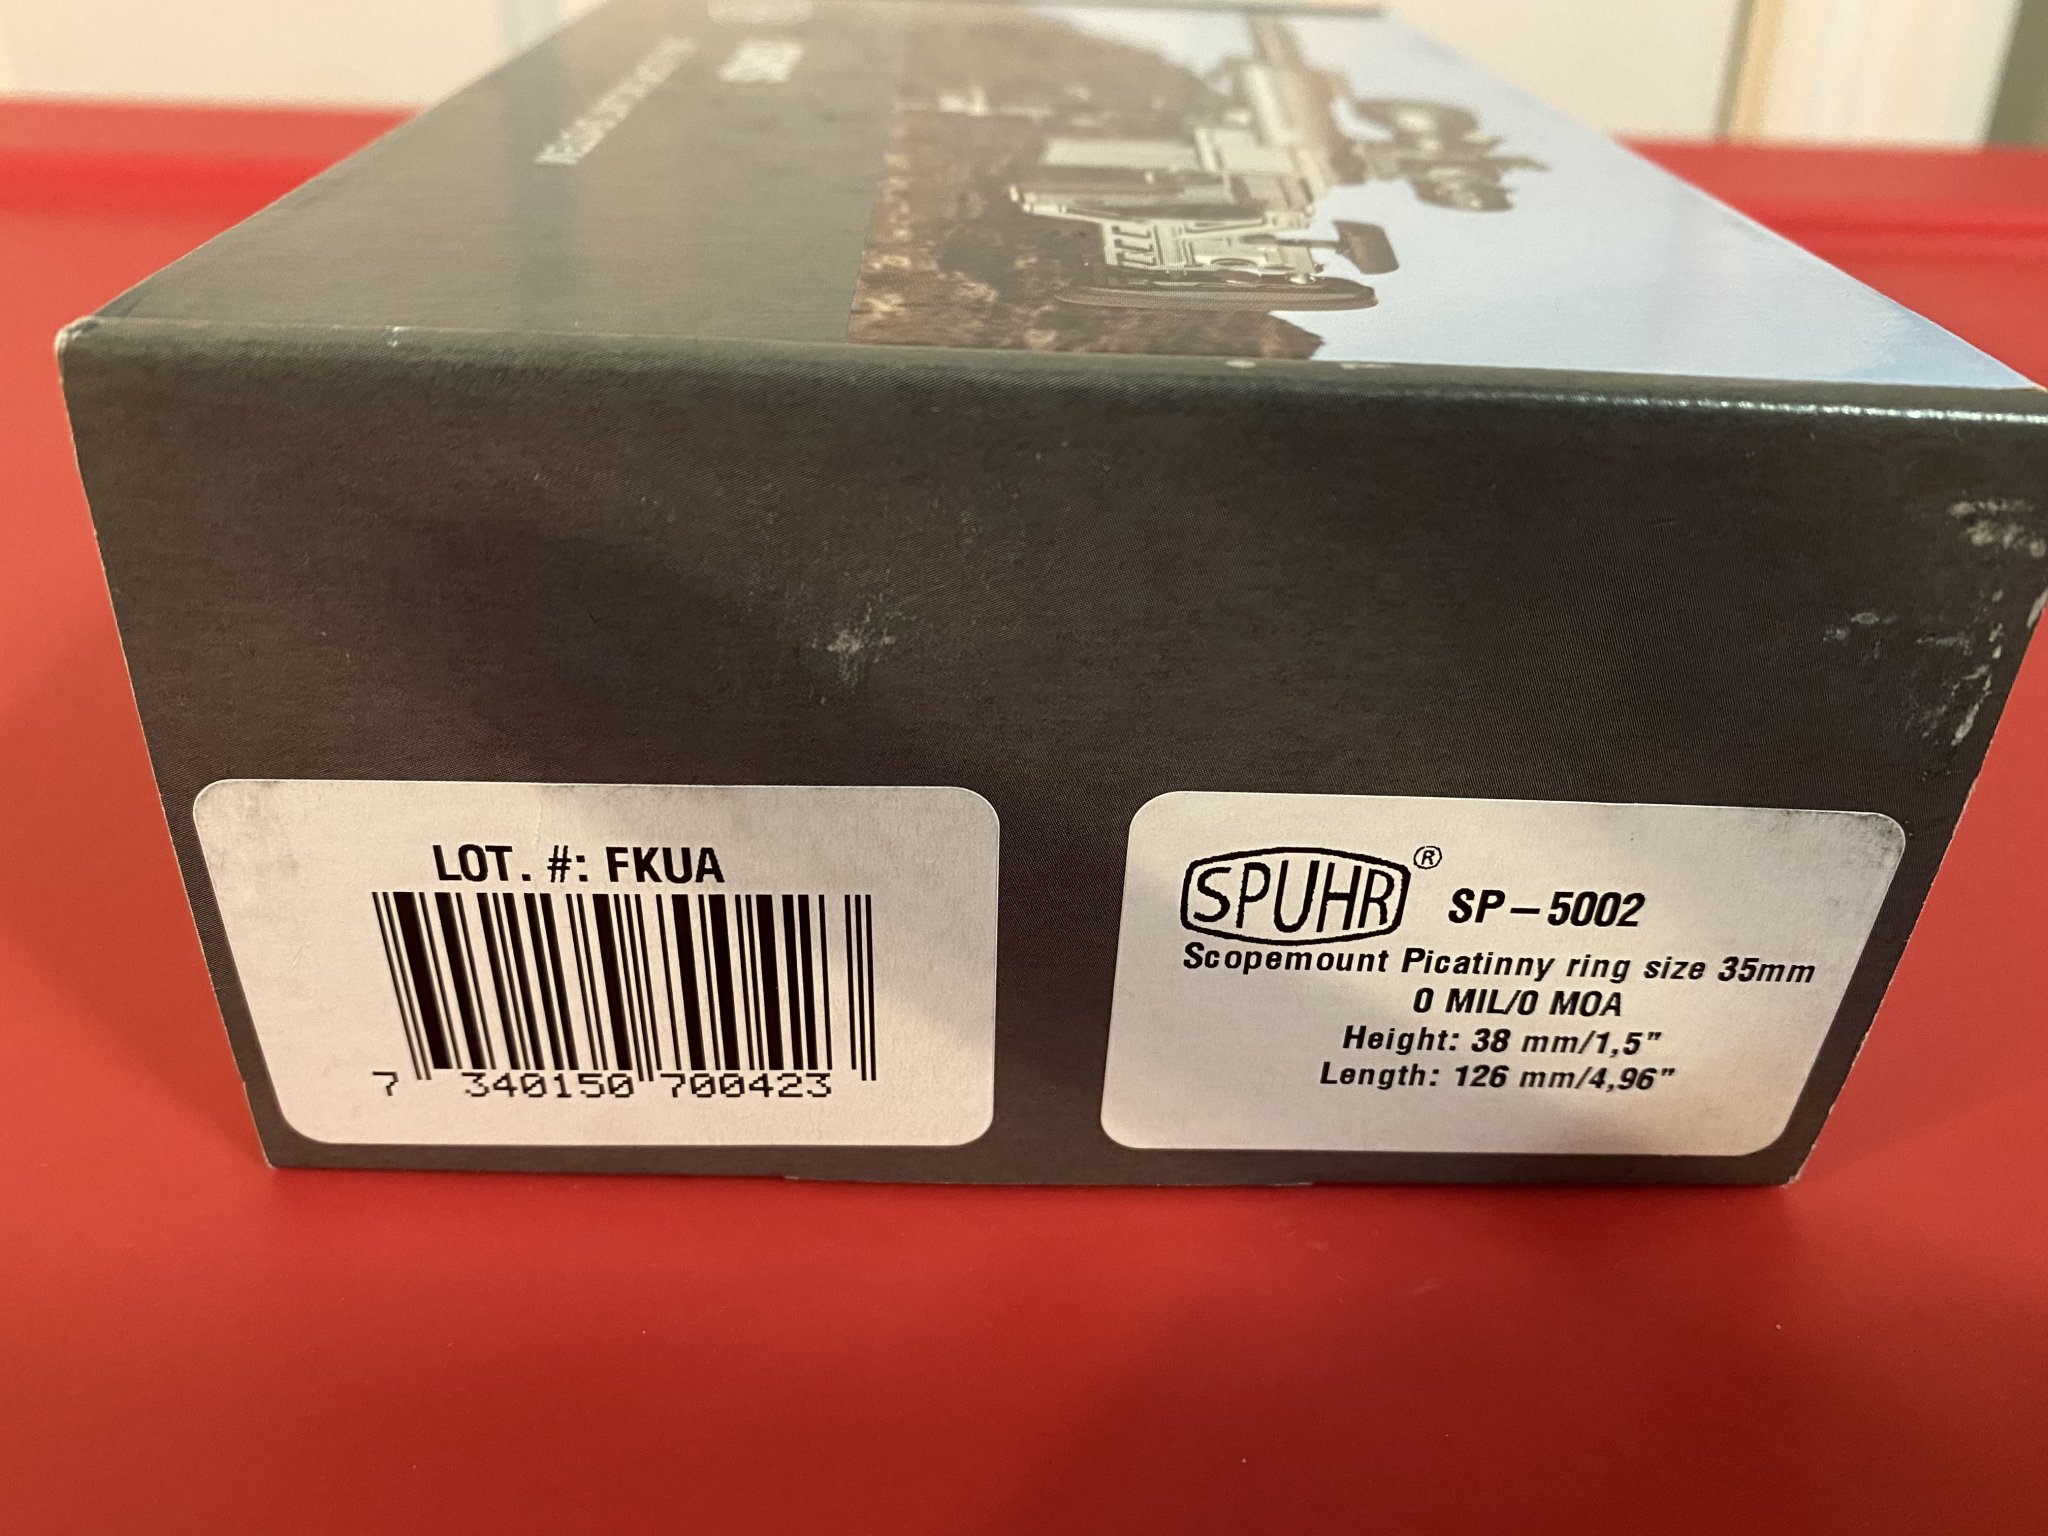 LOT. #: FKUA
7 340150 700423
SPUHR® SP-5002
Scopemount Picatinny ring size 35mm
0 MIL/0 MOA
Height: 38 mm/1,5"
Length: 126 mm/4,96"